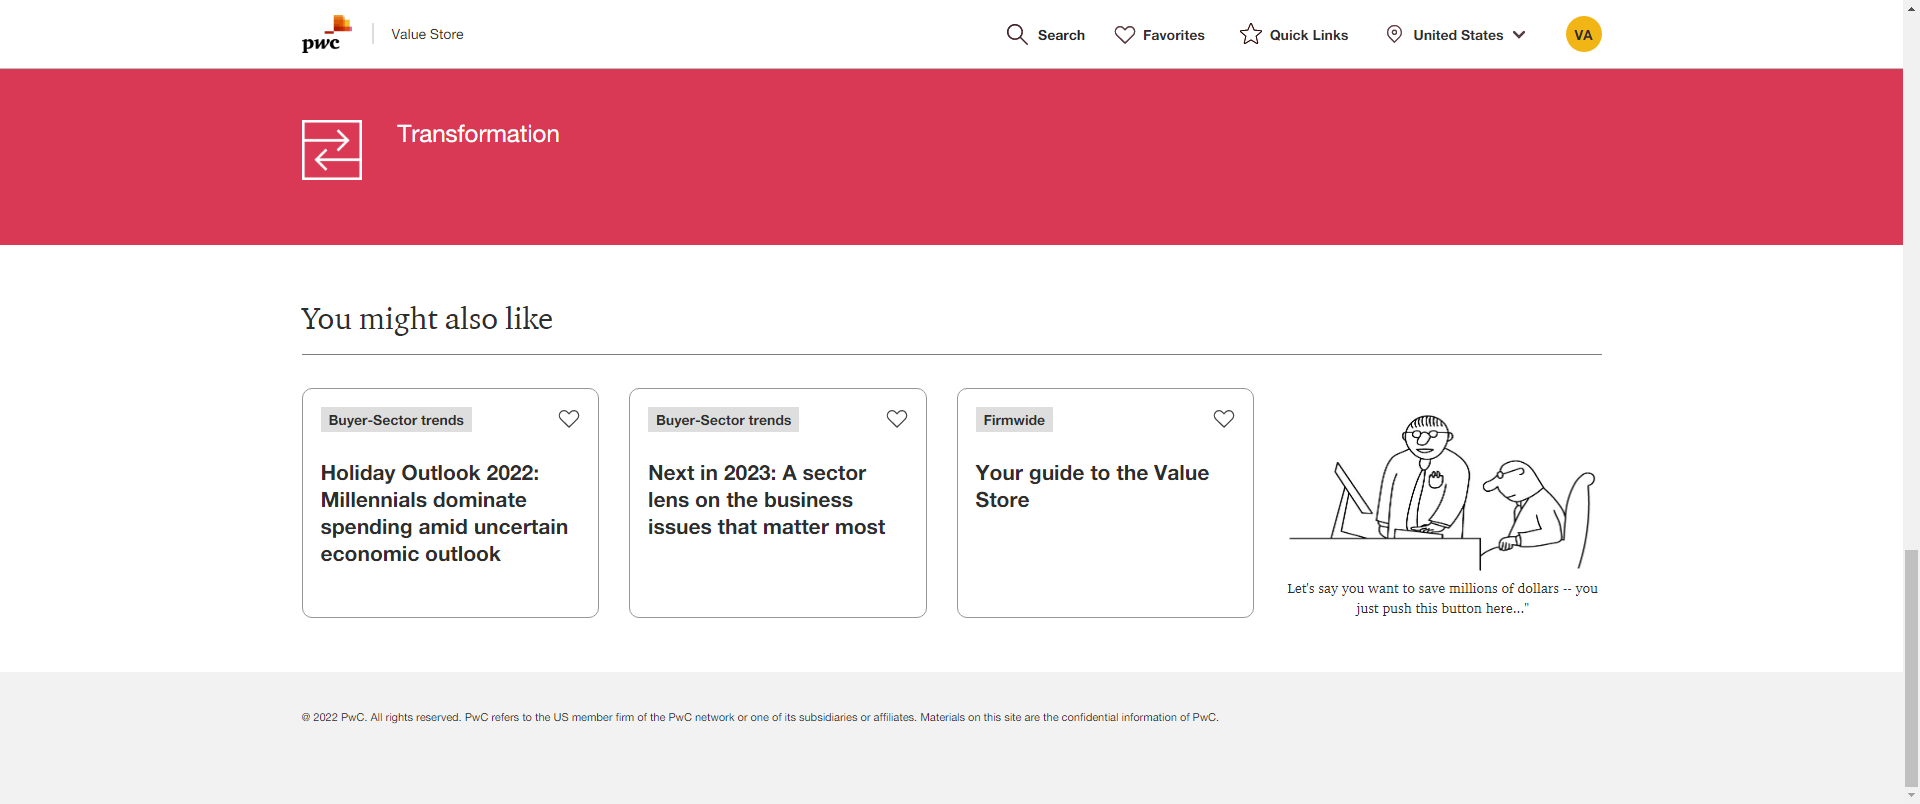 pwc
Value Store
Search
Favorites
Quick Links
United States
VA
Transformation
You might also like
Buyer-Sector trends
Holiday Outlook 2022:
Millennials dominate
spending amid uncertain
economic outlook
Buyer-Sector trends
Next in 2023: A sector
lens on the business
issues that matter most
Firmwide
Your guide to the Value
Store
Let's say you want to save millions of dollars -- you
just push this button here..."
@ 2022 PwC. All rights reserved. PwC refers to the US member firm of the PwC network or one of its subsidiaries or affiliates. Materials on this site are the confidential information of PwC.